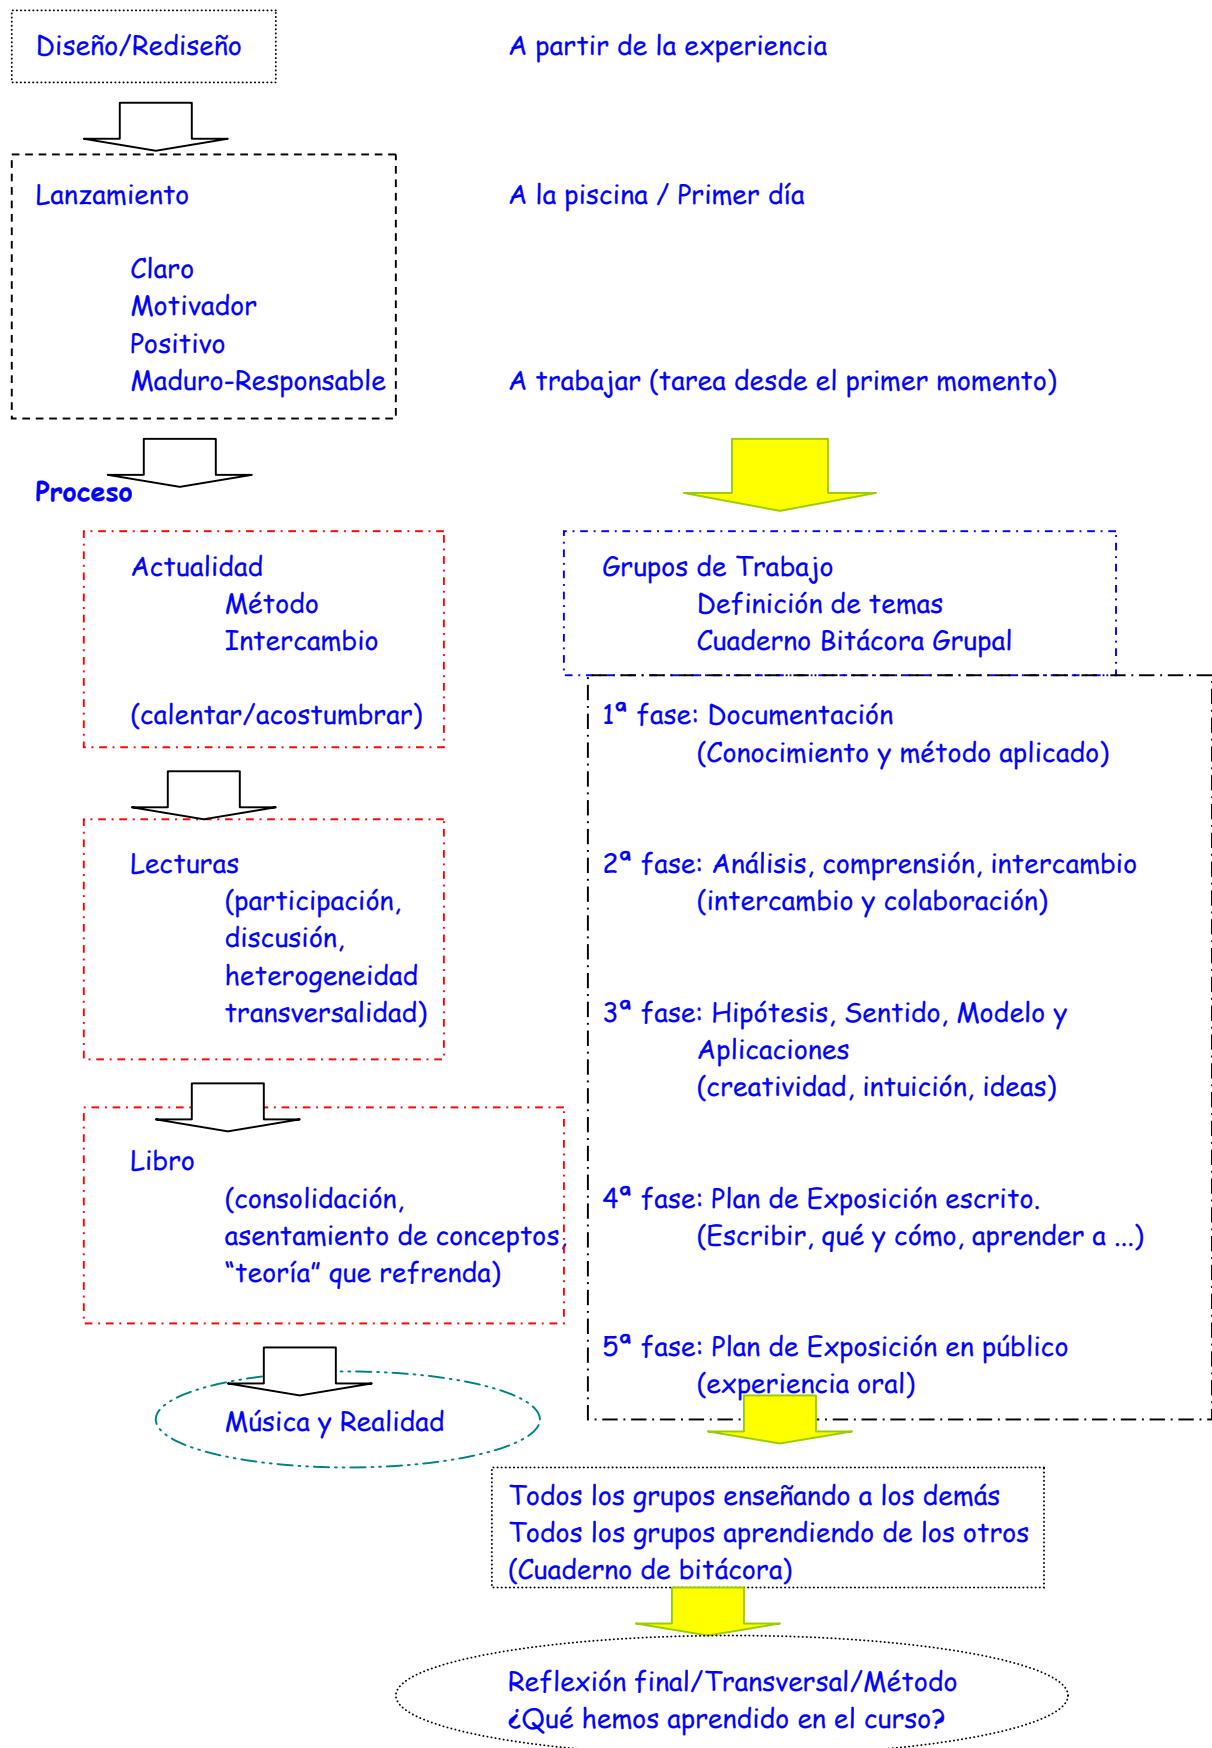 Diseño/Rediseño
A partir de la experiencia
Lanzamiento
A la piscina / Primer día
Claro
Motivador
Positivo
Maduro-Responsable
A trabajar (tarea desde el primer momento)
Proceso
Actualidad
Método
Intercambio
(calentar/acostumbrar)
Lecturas
(participación,
discusión,
heterogeneidad
transversalidad)
Libro
(consolidación,
asentamiento de conceptos,
“teoría” que refrenda)
Música y Realidad
Grupos de Trabajo
Definición de temas
Cuaderno Bitácora Grupal
1ª fase: Documentación
(Conocimiento y método aplicado)
2ª fase: Análisis, comprensión, intercambio
(intercambio y colaboración)
3ª fase: Hipótesis, Sentido, Modelo y
Aplicaciones
(creatividad, intuición, ideas)
4ª fase: Plan de Exposición escrito.
(Escribir, qué y cómo, aprender a ...)
5ª fase: Plan de Exposición en público
(experiencia oral)
Todos los grupos enseñando a los demás
Todos los grupos aprendiendo de los otros
(Cuaderno de bitácora)
Reflexión final/Transversal/Método
¿Qué hemos aprendido en el curso?